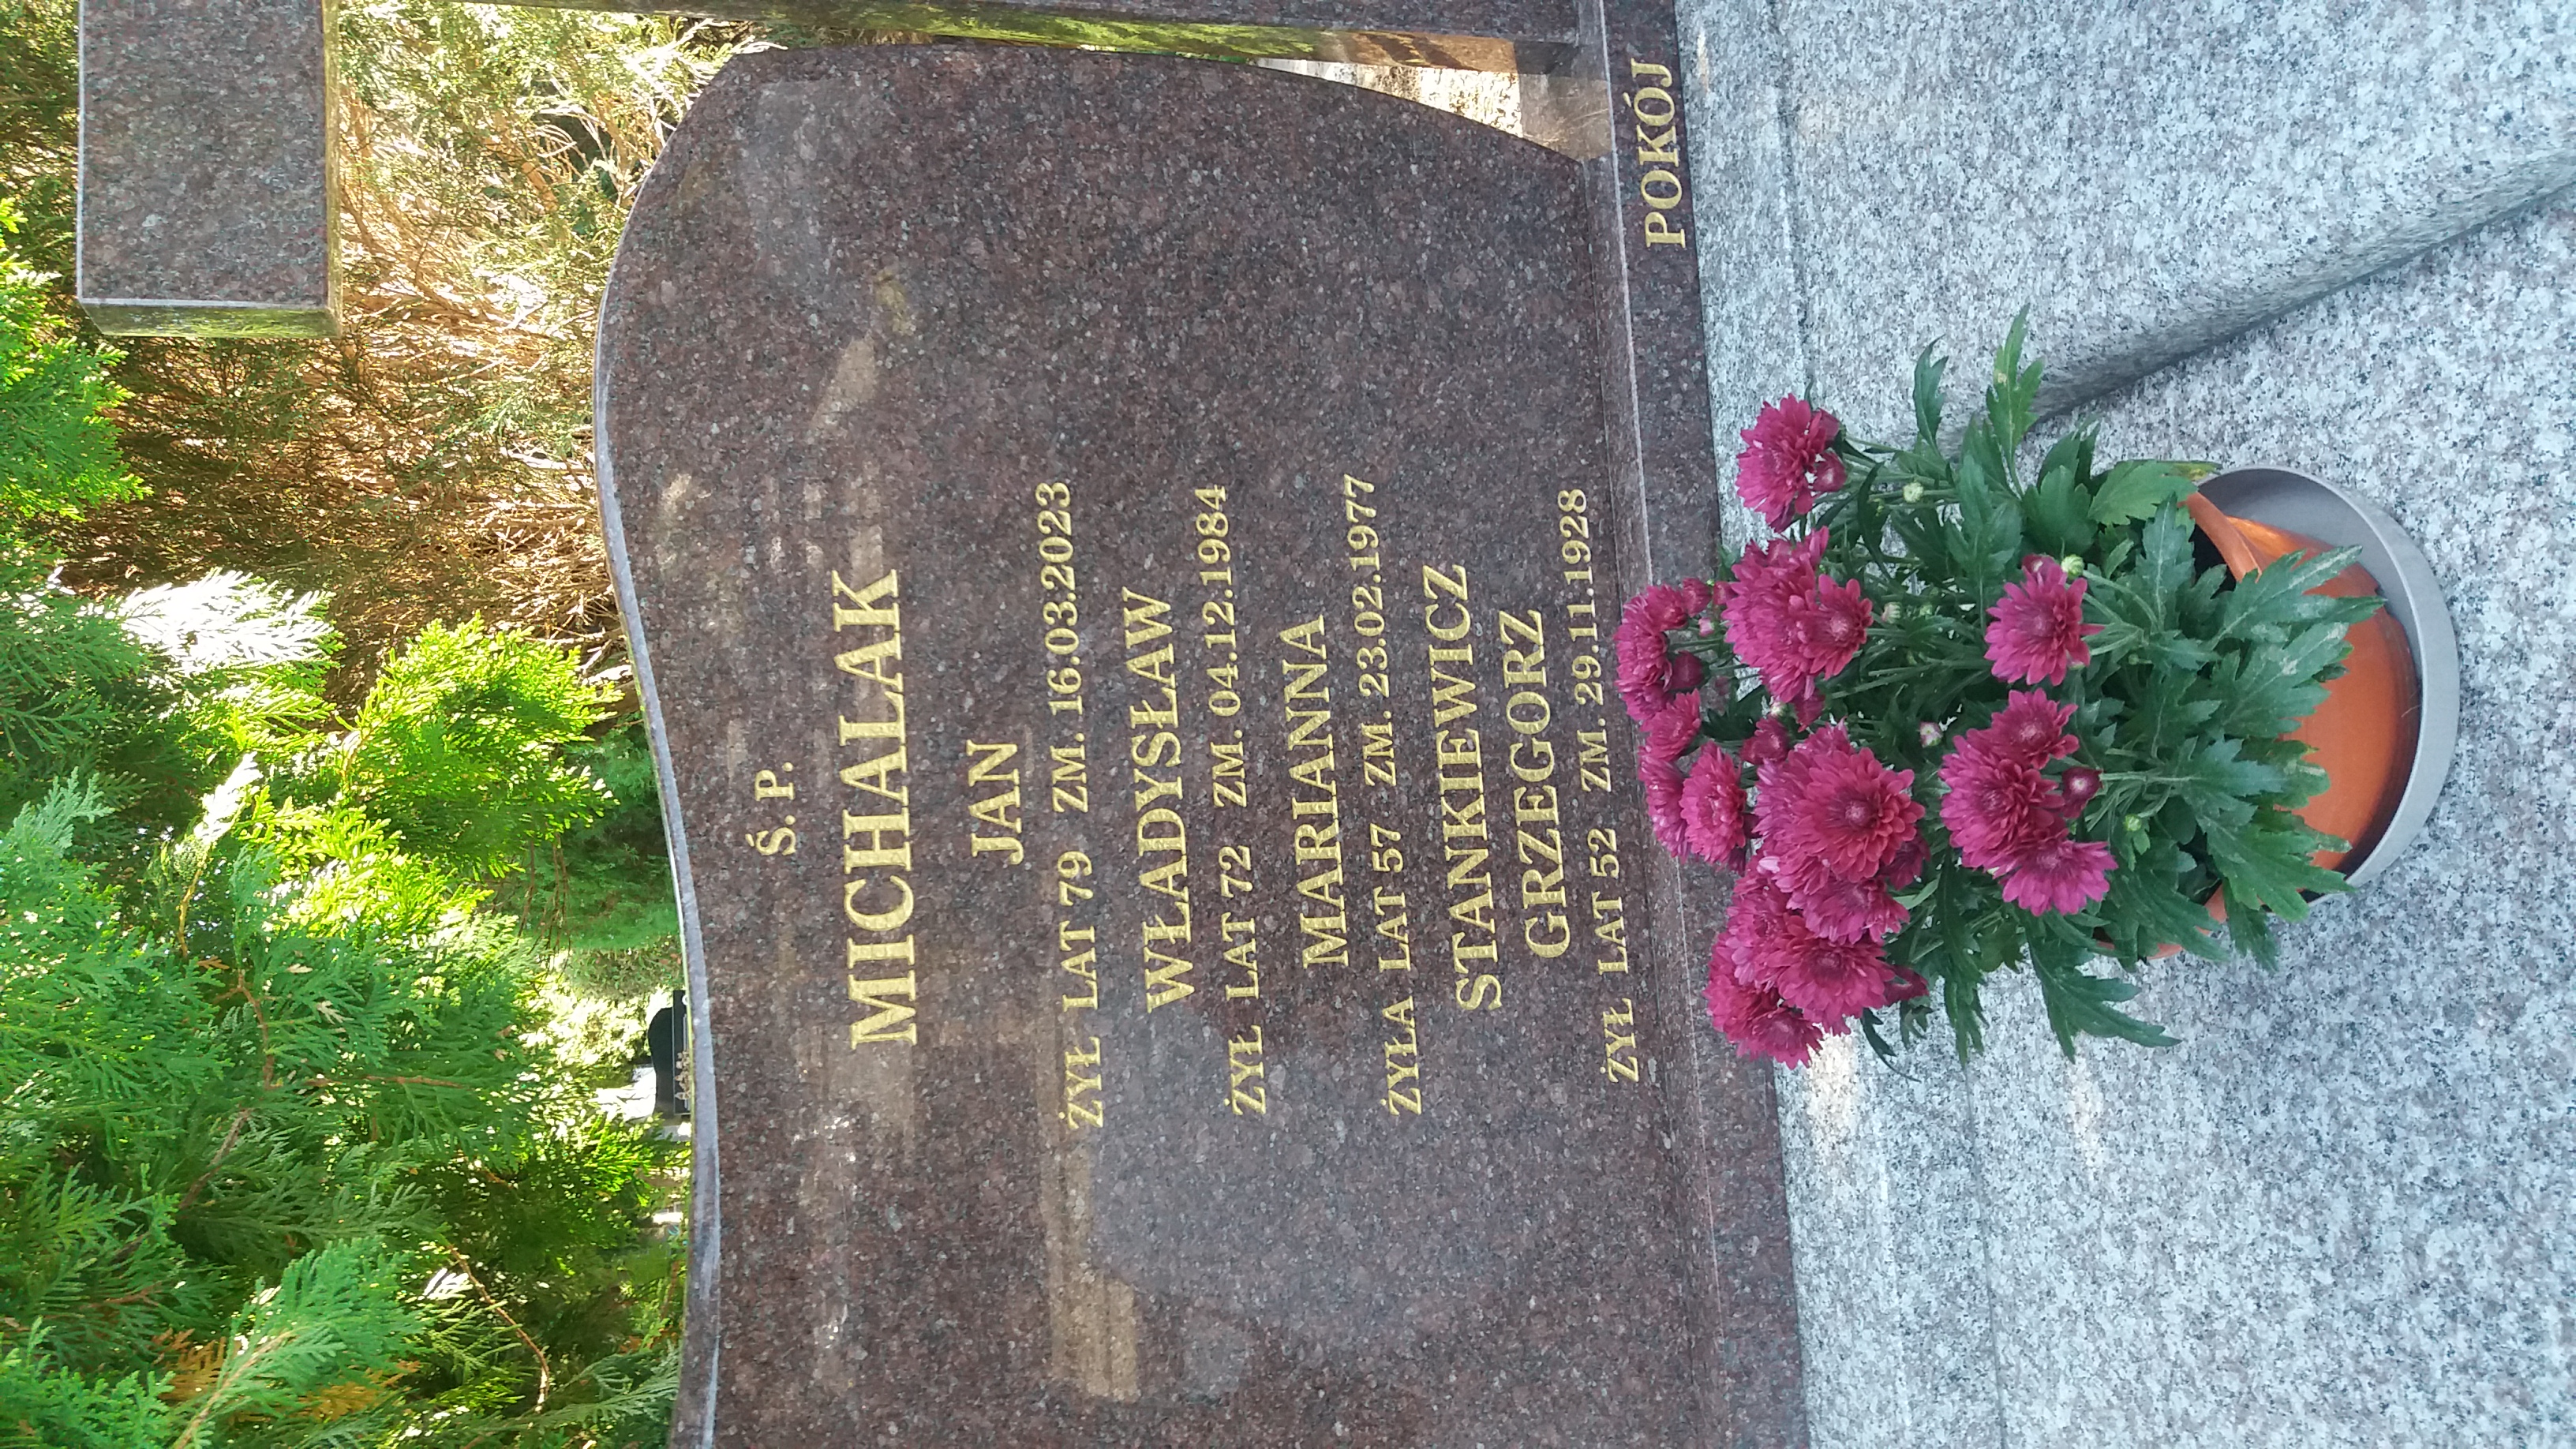 Ś. P.
MICHALAK
JAN
ŻYŁ LAT 79 ZM. 16.03.2023
WŁADYSŁAW
ŻYŁ LAT 72 ZM. 04.12.1984
MARIANNA
ŻYŁA LAT 57 ZM. 23.02.1977
STANKIEWICZ
GRZEGORZ
ŻYŁ LAT 52 ZM. 29.11.1928
POKÓJ